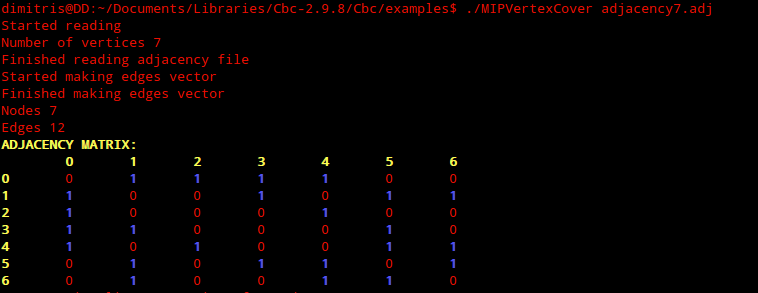 dimitris@DD:~/Documents/Libraries/Cbc-2.9.8/Cbc/examples$ ./MIPVertexCover adjacency7.adj
Started reading
Number of vertices 7
Finished reading adjacency file
Started making edges vector
Finished making edges vector
Nodes 7
Edges 12
ADJACENCY MATRIX:
0 1 2 3 4 5 6
0 0 1 1 1 1 0 0
1 1 0 0 1 0 1 1
2 1 0 0 0 1 0 0
3 1 1 0 0 0 1 0
4 1 0 1 0 0 1 1
5 0 1 0 1 1 0 1
6 0 1 0 0 1 1 0